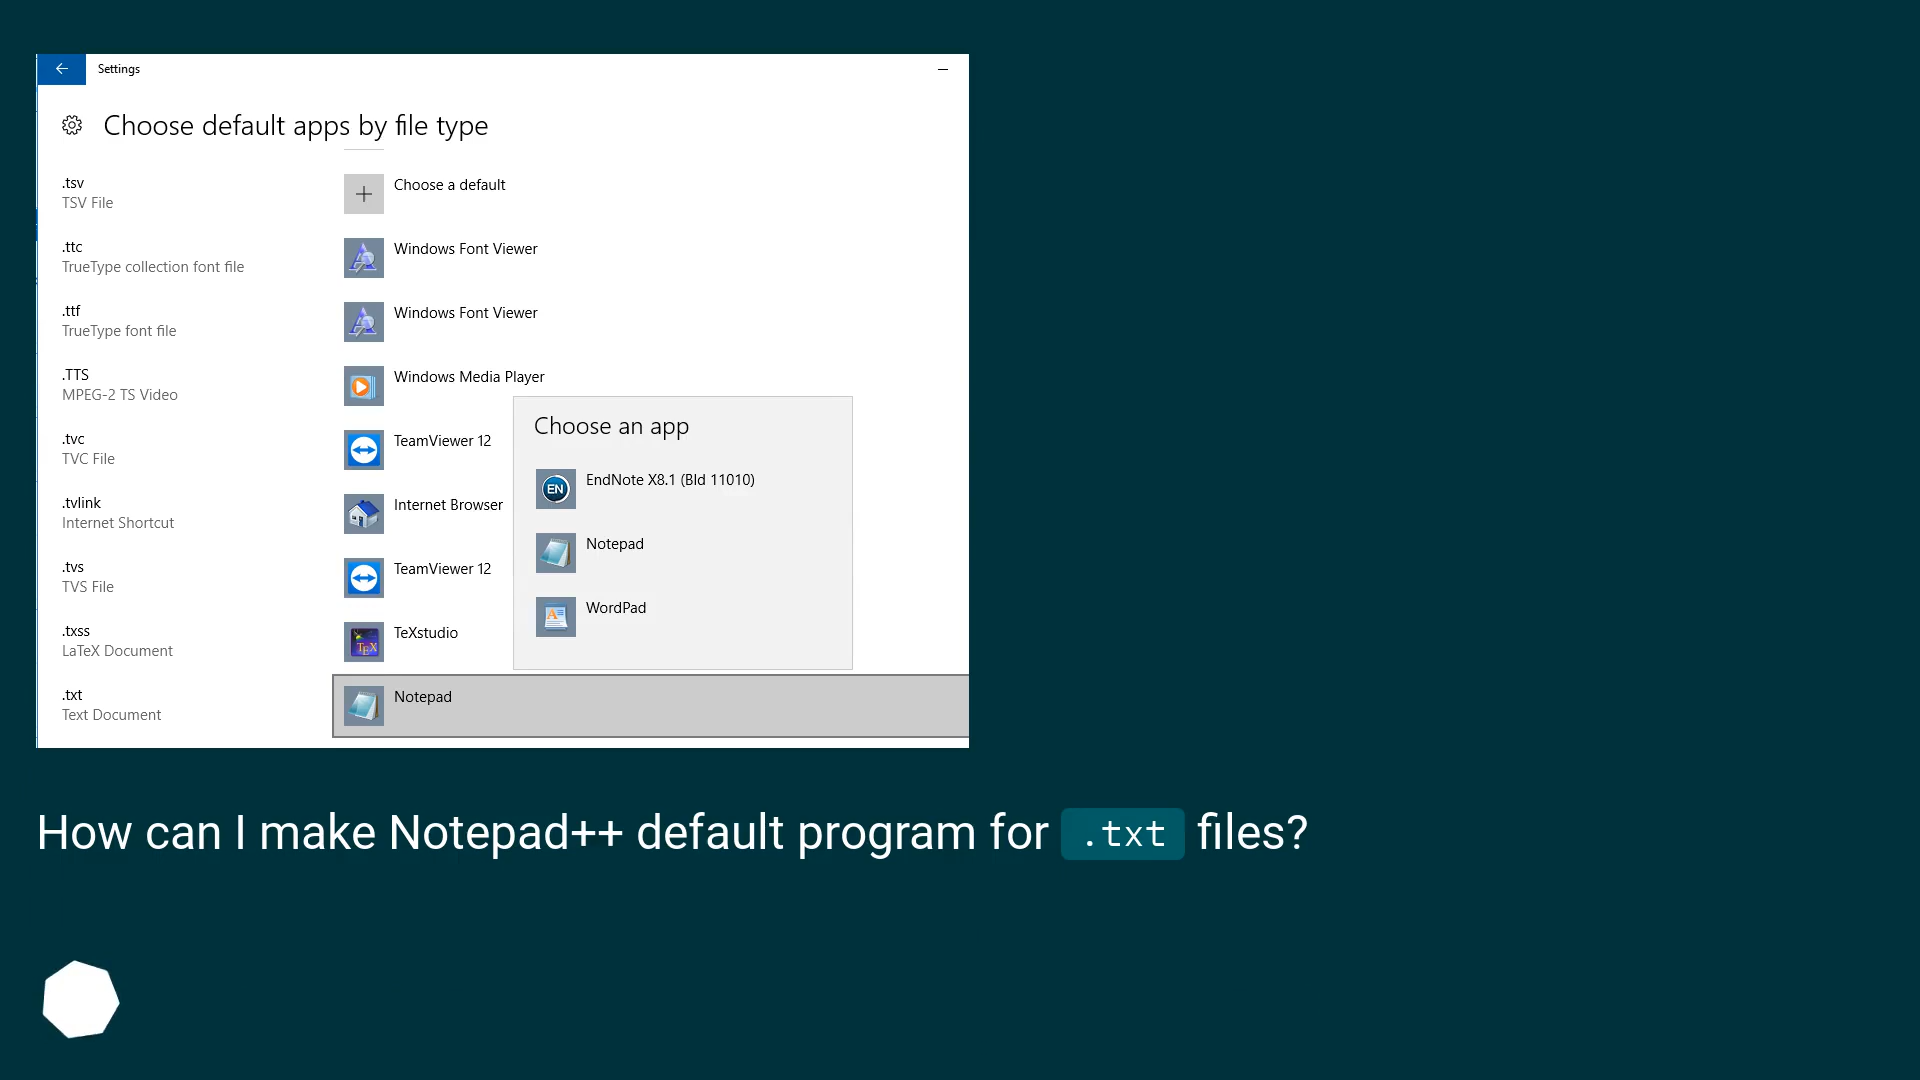 Settings
Choose default apps by file type
.tsv
TSV File
Choose a default
.ttc
TrueType collection font file
Windows Font Viewer
.ttf
TrueType font file
Windows Font Viewer
.TTS
MPEG-2 TS Video
Windows Media Player
.tvc
TVC File
TeamViewer 12
.tvlink
Internet Shortcut
Internet Browser
.tvs
TVS File
TeamViewer 12
.txss
LaTeX Document
TEX
TeXstudio
.txt
Text Document
Notepad
Choose an app
EN
EndNote X8.1 (Bld 11010)
Notepad
A
WordPad
How can I make Notepad++ default program for .txt files?